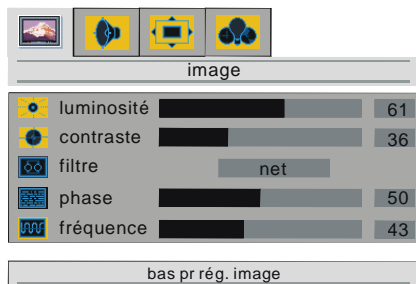 image
luminosité 61
contraste 36
filtre net
phase 50
fréquence 43
bas pr rég. image